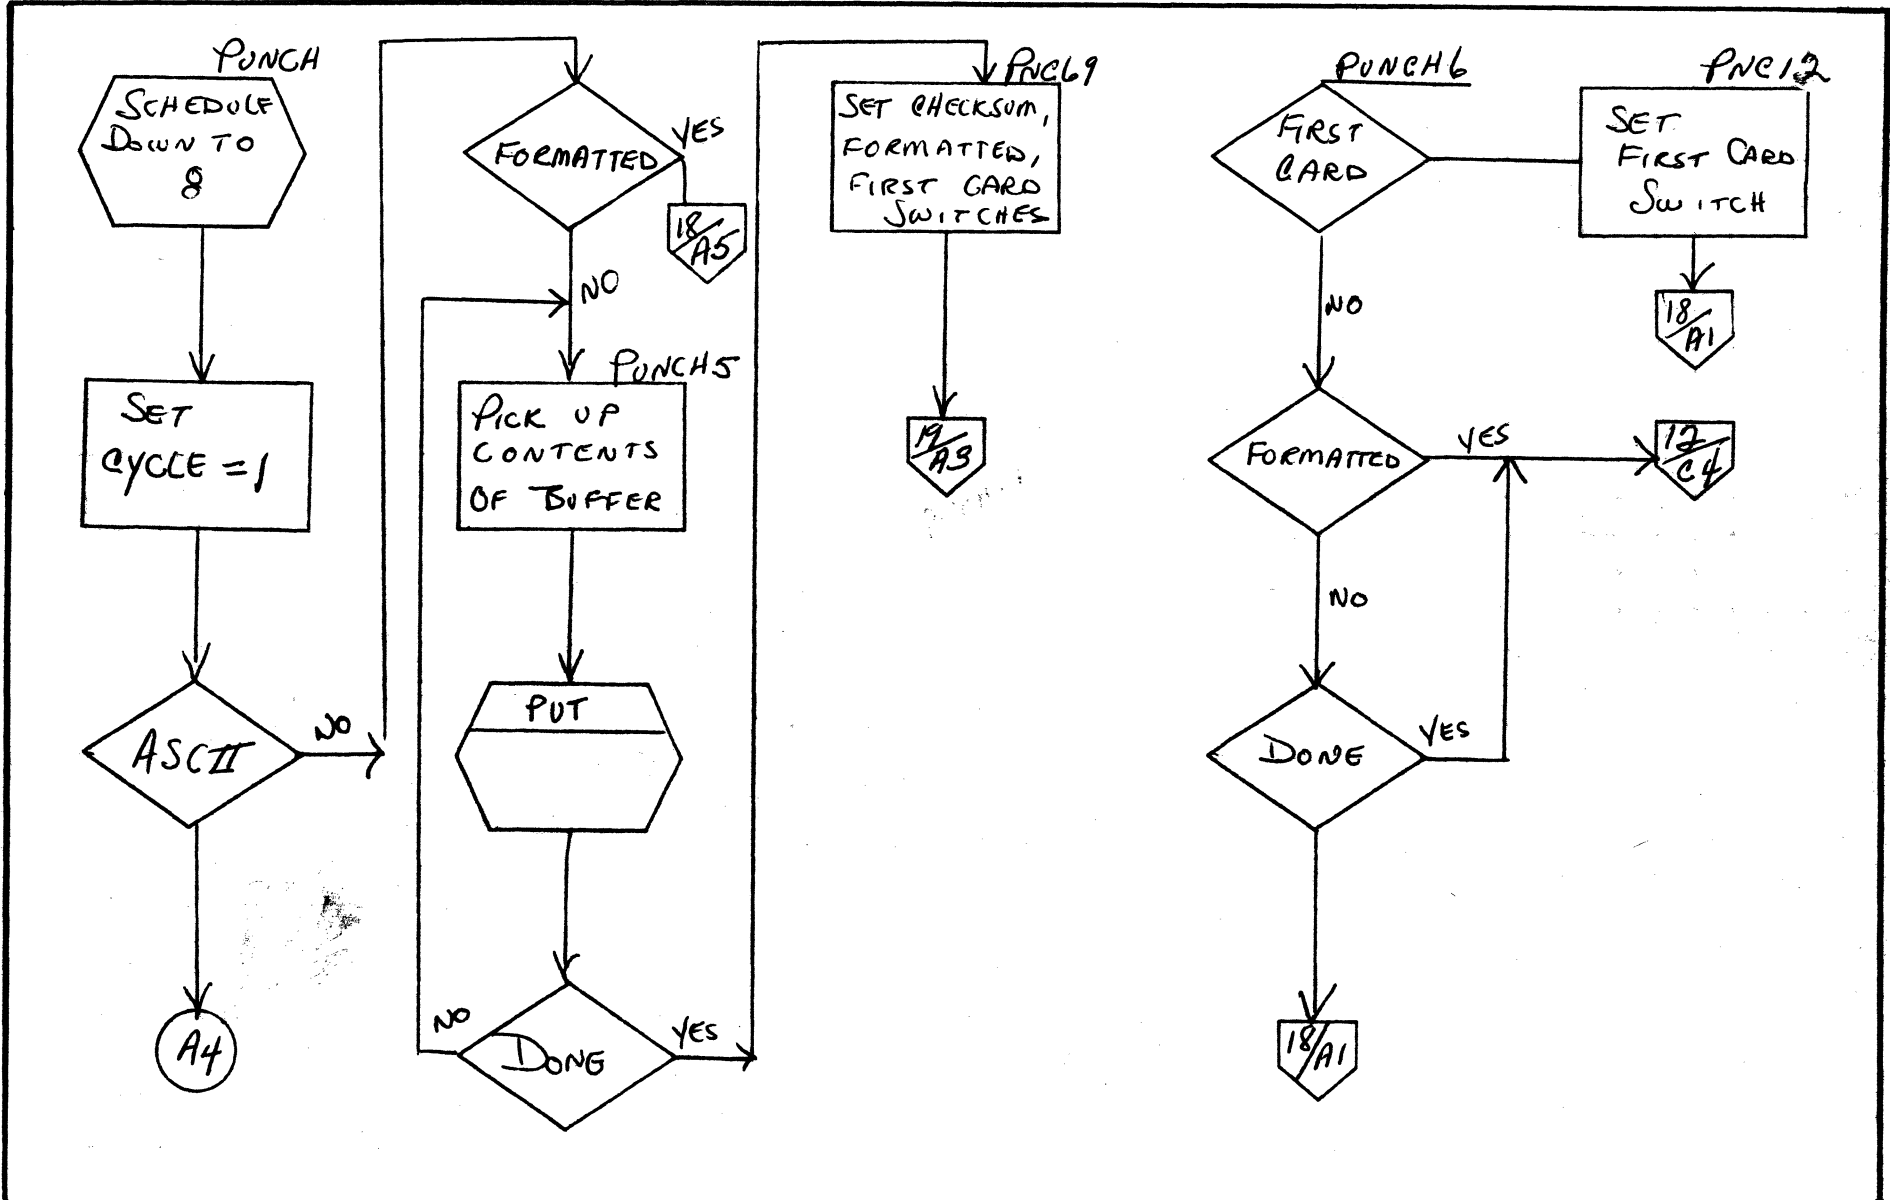 PUNCH
SCHEDULE
DOWN TO
8
SET
CYCLE = 1
ASCII
NO
A4
FORMATTED
YES
18/A5
NO
PUNCH5
PICK UP
CONTENTS
OF BUFFER
PUT
DONE
NO
YES
PNC69
SET CHECKSUM,
FORMATTED,
FIRST CARD
SWITCHES
19/A3
PUNCH6
FIRST
CARD
PNC12
SET
FIRST CARD
SWITCH
18/A1
NO
FORMATTED
YES
17/C4
NO
DONE
YES
18/A1